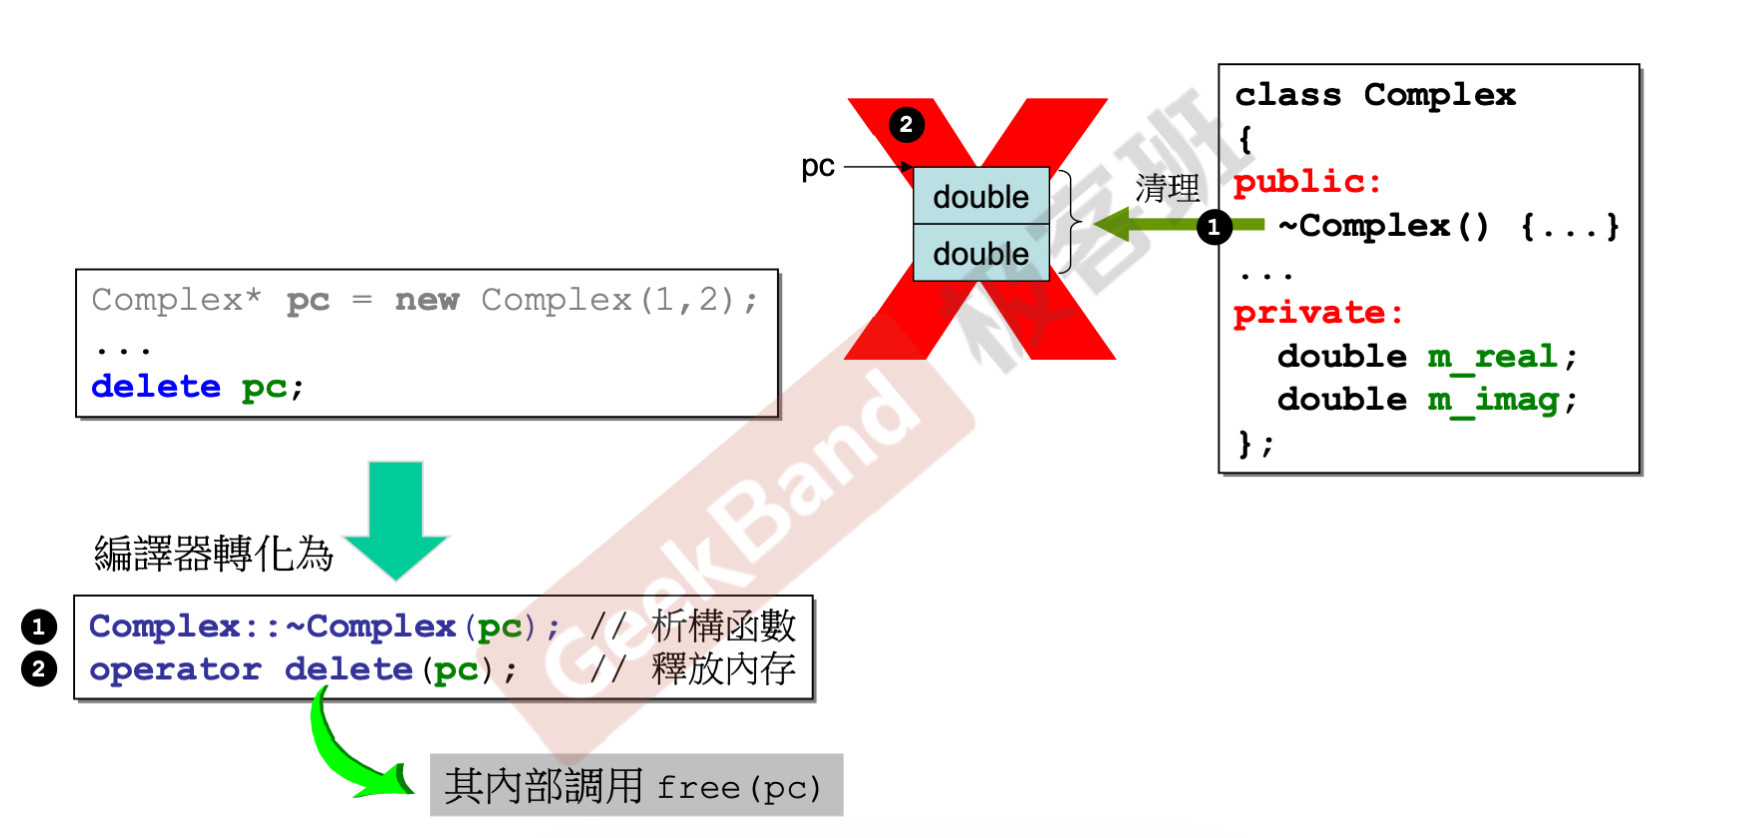 Complex* pc = new Complex(1,2);
...
delete pc;
編譯器轉化為
1 Complex::~Complex(pc); // 析構函數
2 operator delete(pc); // 釋放內存
其內部調用 free(pc)
2
pc
double
double
清理
1
class Complex
{
public:
~Complex() {...}
...
private:
double m_real;
double m_imag;
};
GeekBand 极客班